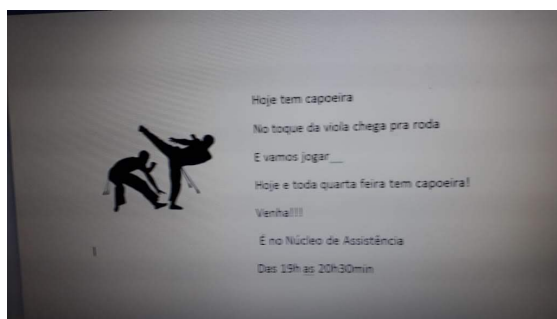 Hoje tem capoeira
No toque da viola chega pra roda
E vamos jogar__
Hoje e toda quarta feira tem capoeira!
Venha!!!!
É no Núcleo de Assistência
Das 19h as 20h30min